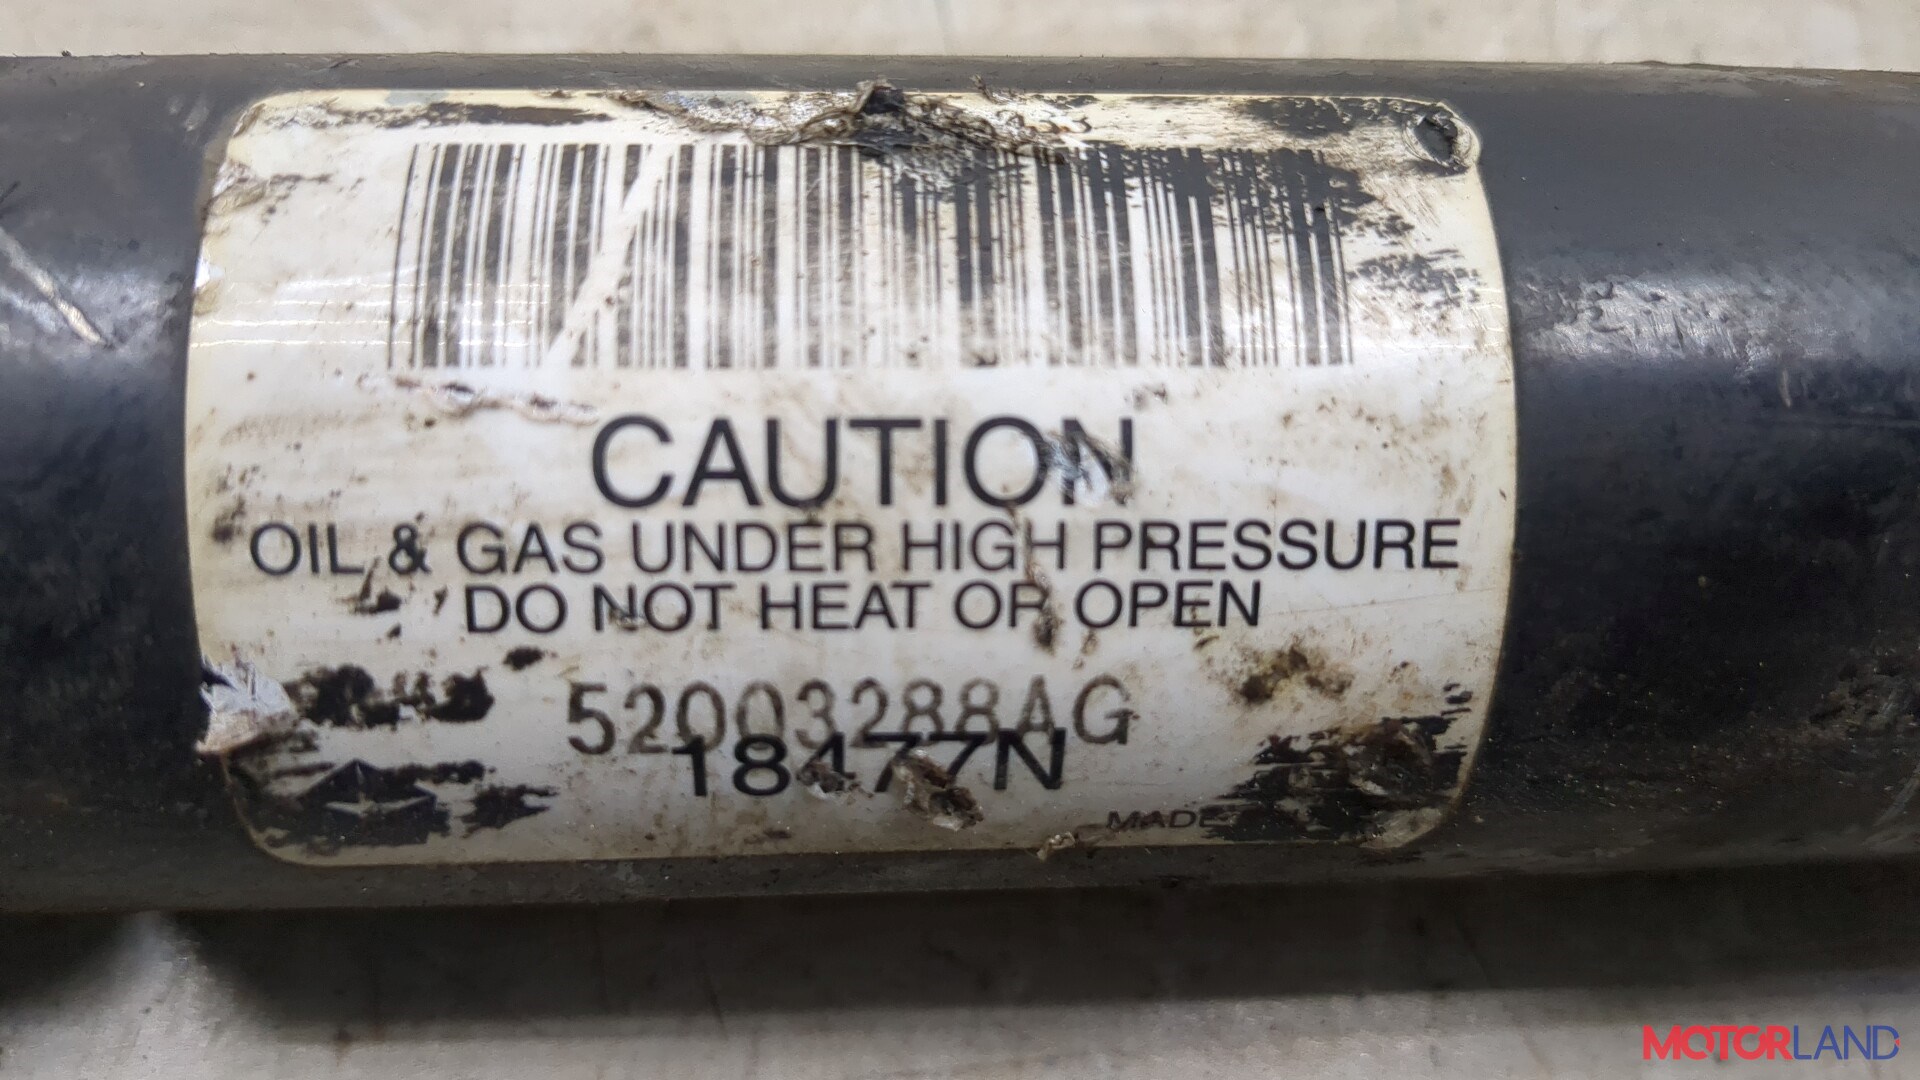 CAUTION
OIL & GAS UNDER HIGH PRESSURE
DO NOT HEAT OR OPEN
52003288AG
18477N
MADE
MOTORLAND